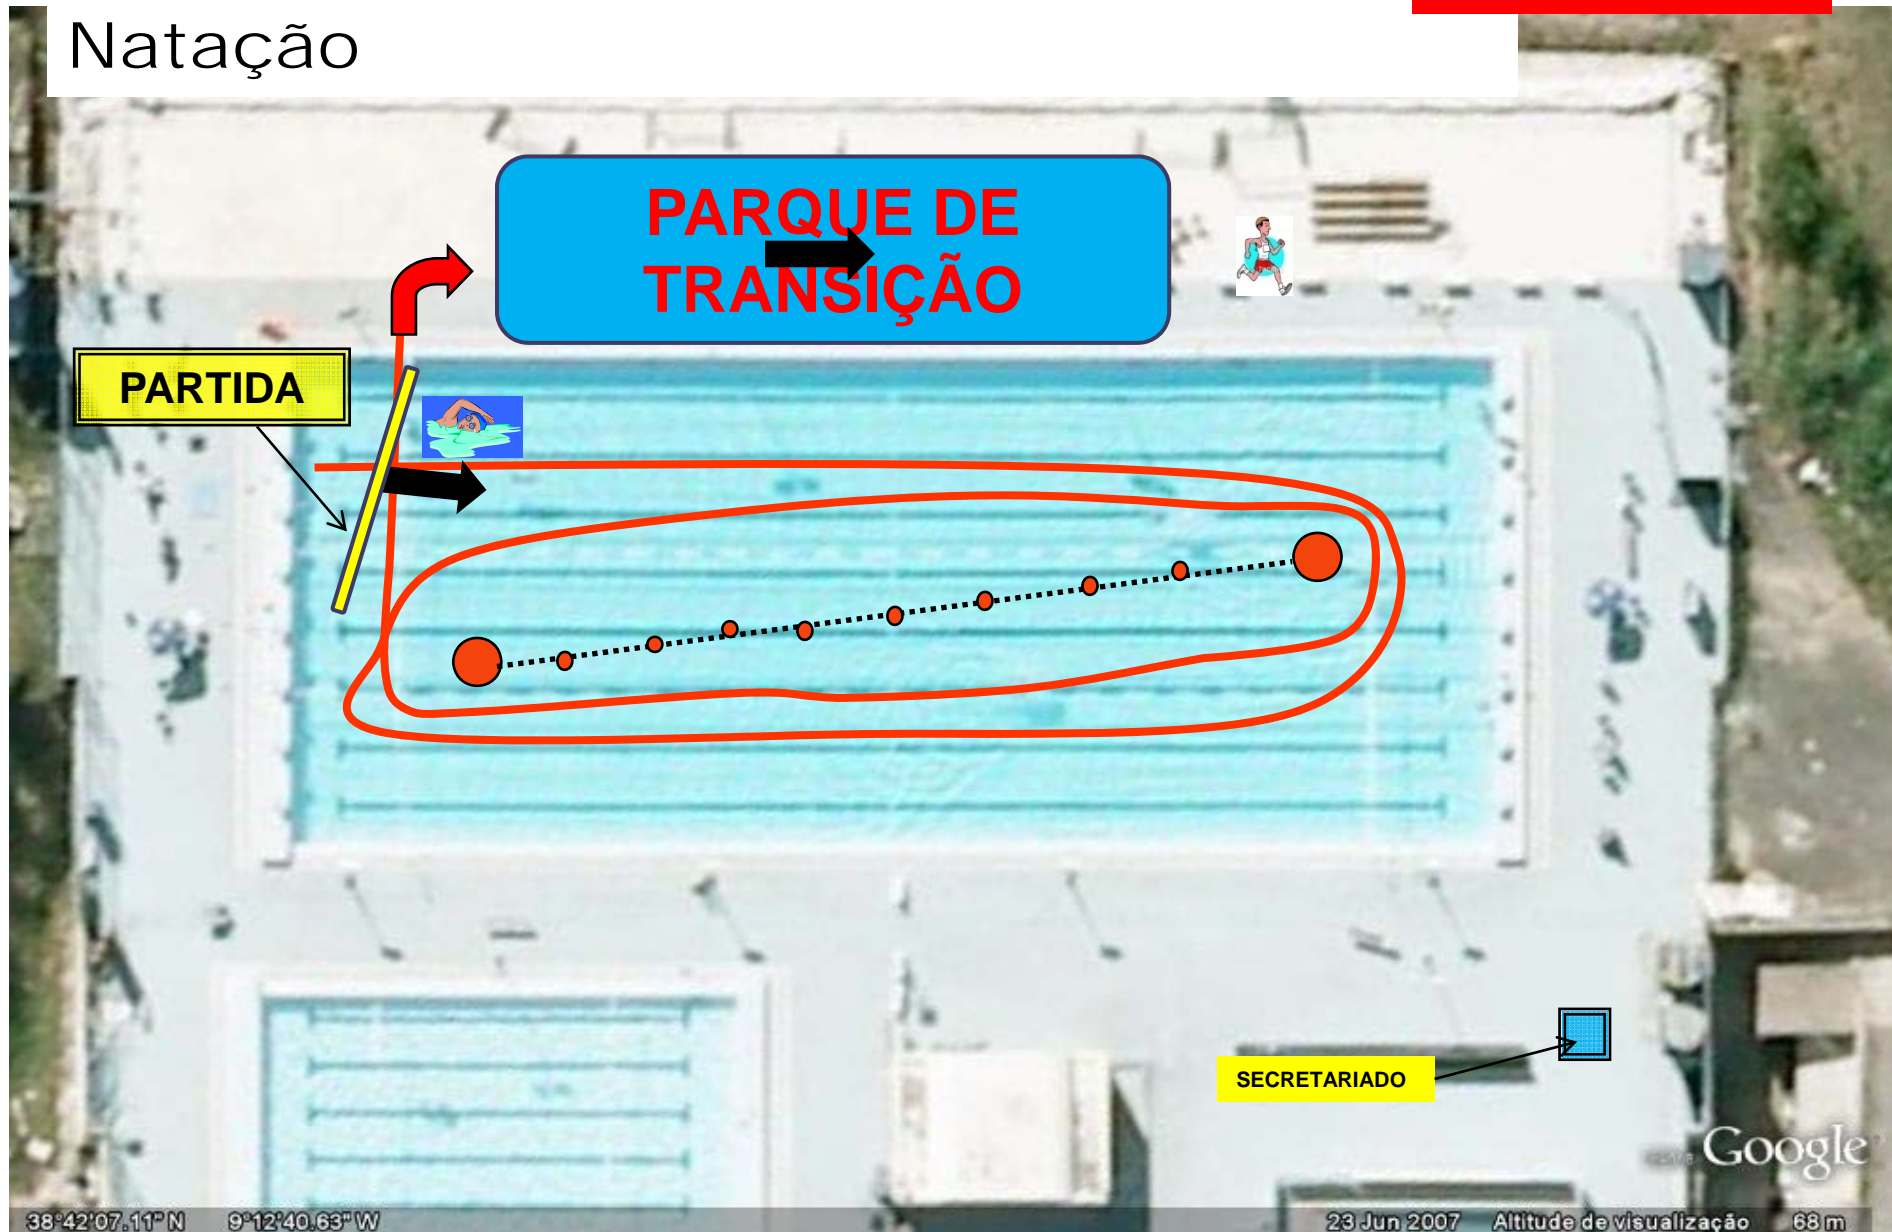 Natação
PARQUE DE
TRANSIÇÃO
PARTIDA
SECRETARIADO
Google
38°42'07.11" N 9°12'40.63" W 23 Jun 2007 Altitude de visualização 68 m